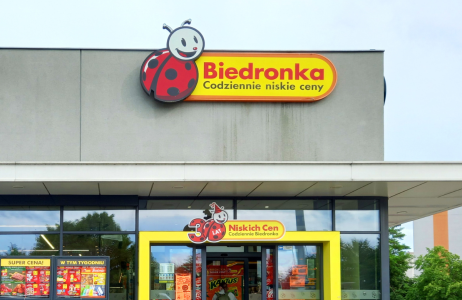 Biedronka
Codziennie niskie ceny
30 lat
Niskich Cen
Codziennie Biedronka
SUPER CENA!
W TYM TYGODNIU!